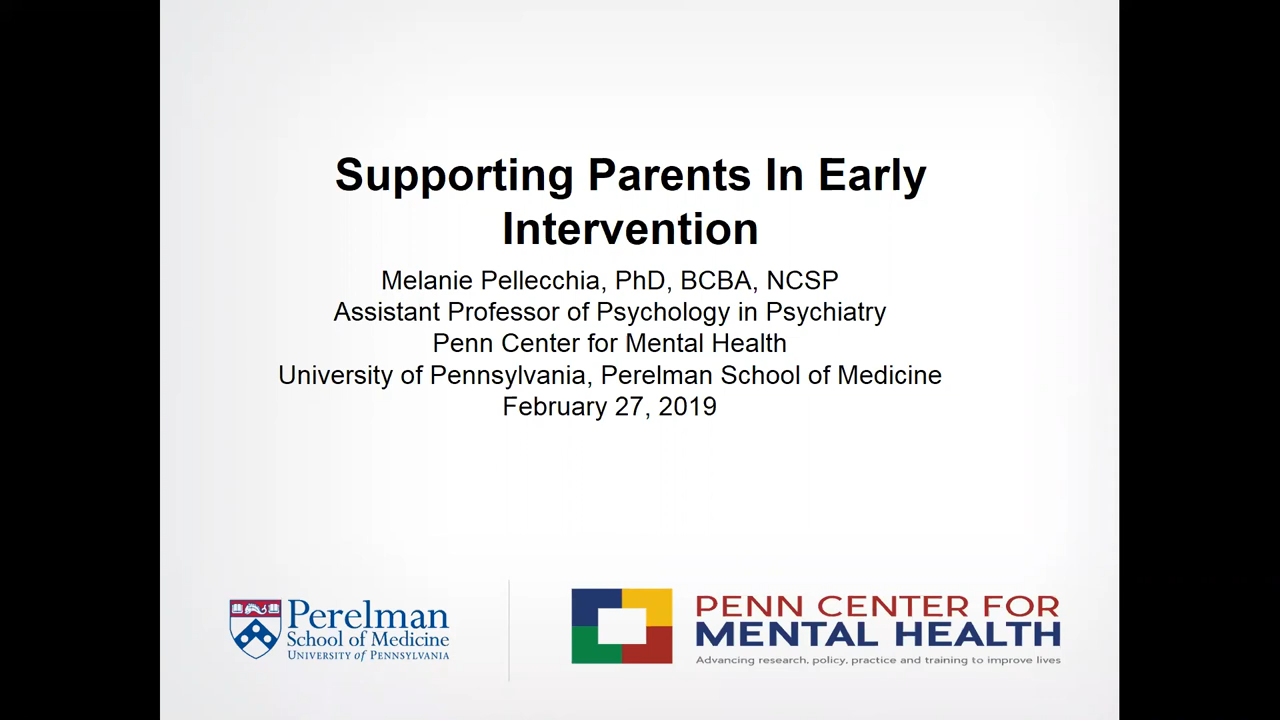 Supporting Parents In Early
Intervention
Melanie Pellecchia, PhD, BCBA, NCSP
Assistant Professor of Psychology in Psychiatry
Penn Center for Mental Health
University of Pennsylvania, Perelman School of Medicine
February 27, 2019
Perelman
School of Medicine
University of Pennsylvania
PENN CENTER FOR
MENTAL HEALTH
Advancing research, policy, practice and training to improve lives